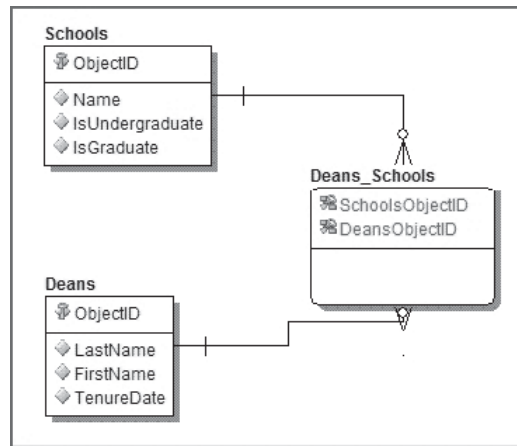 Schools
ObjectID
Name
IsUndergraduate
IsGraduate
Deans_Schools
SchoolsObjectID
DeansObjectID
Deans
ObjectID
LastName
FirstName
TenureDate